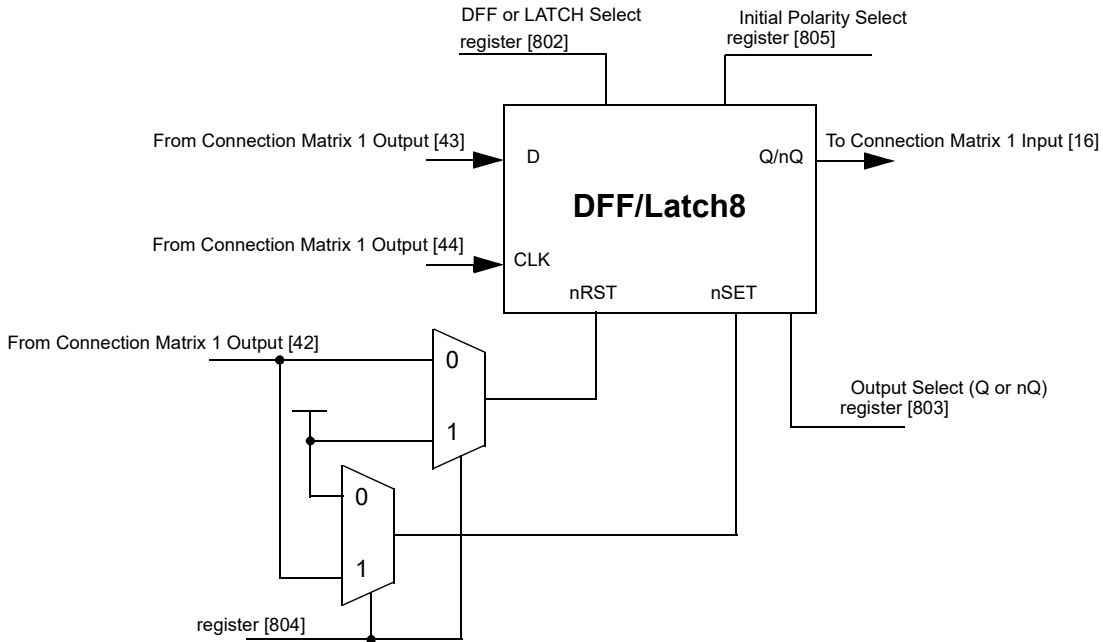 DFF or LATCH Select
register [802]
Initial Polarity Select
register [805]
From Connection Matrix 1 Output [43]
D
Q/nQ
To Connection Matrix 1 Input [16]
DFF/Latch8
From Connection Matrix 1 Output [44]
CLK
nRST
nSET
From Connection Matrix 1 Output [42]
0
1
Output Select (Q or nQ)
register [803]
0
1
register [804]